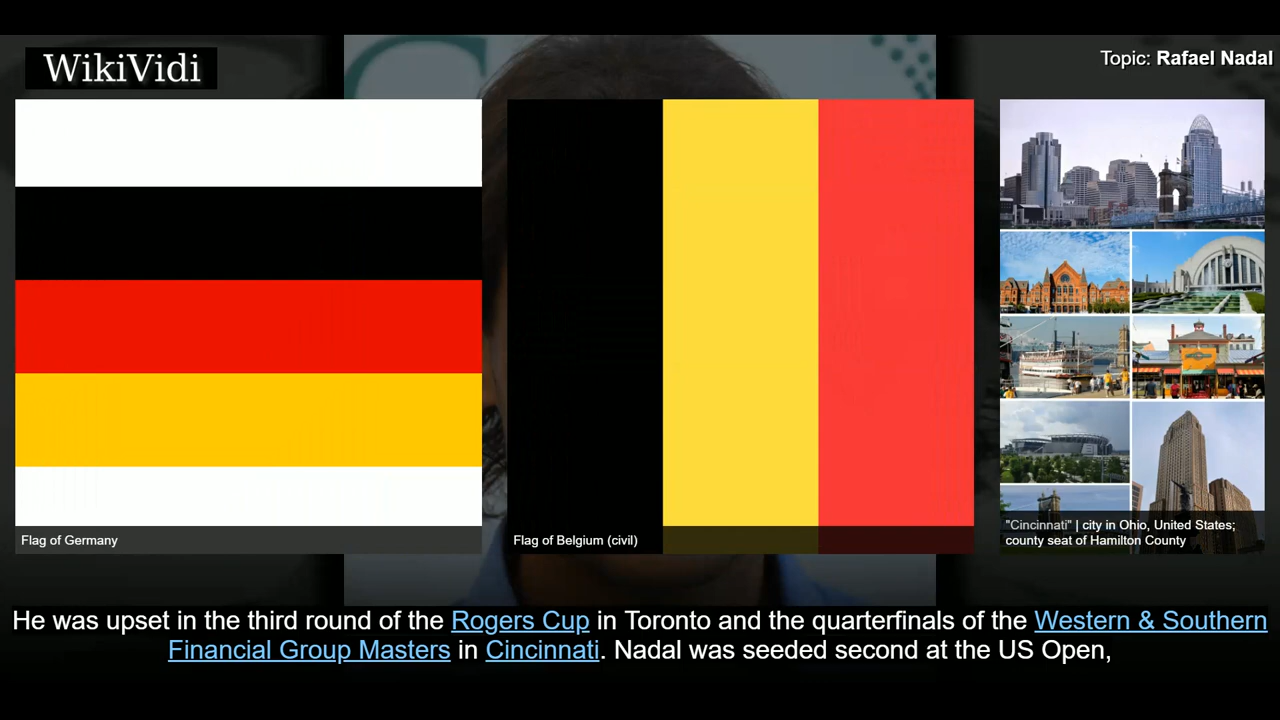 WikiVidi
Topic: Rafael Nadal
Flag of Germany
Flag of Belgium (civil)
"Cincinnati" | city in Ohio, United States;
county seat of Hamilton County
He was upset in the third round of the Rogers Cup in Toronto and the quarterfinals of the Western & Southern
Financial Group Masters in Cincinnati. Nadal was seeded second at the US Open,